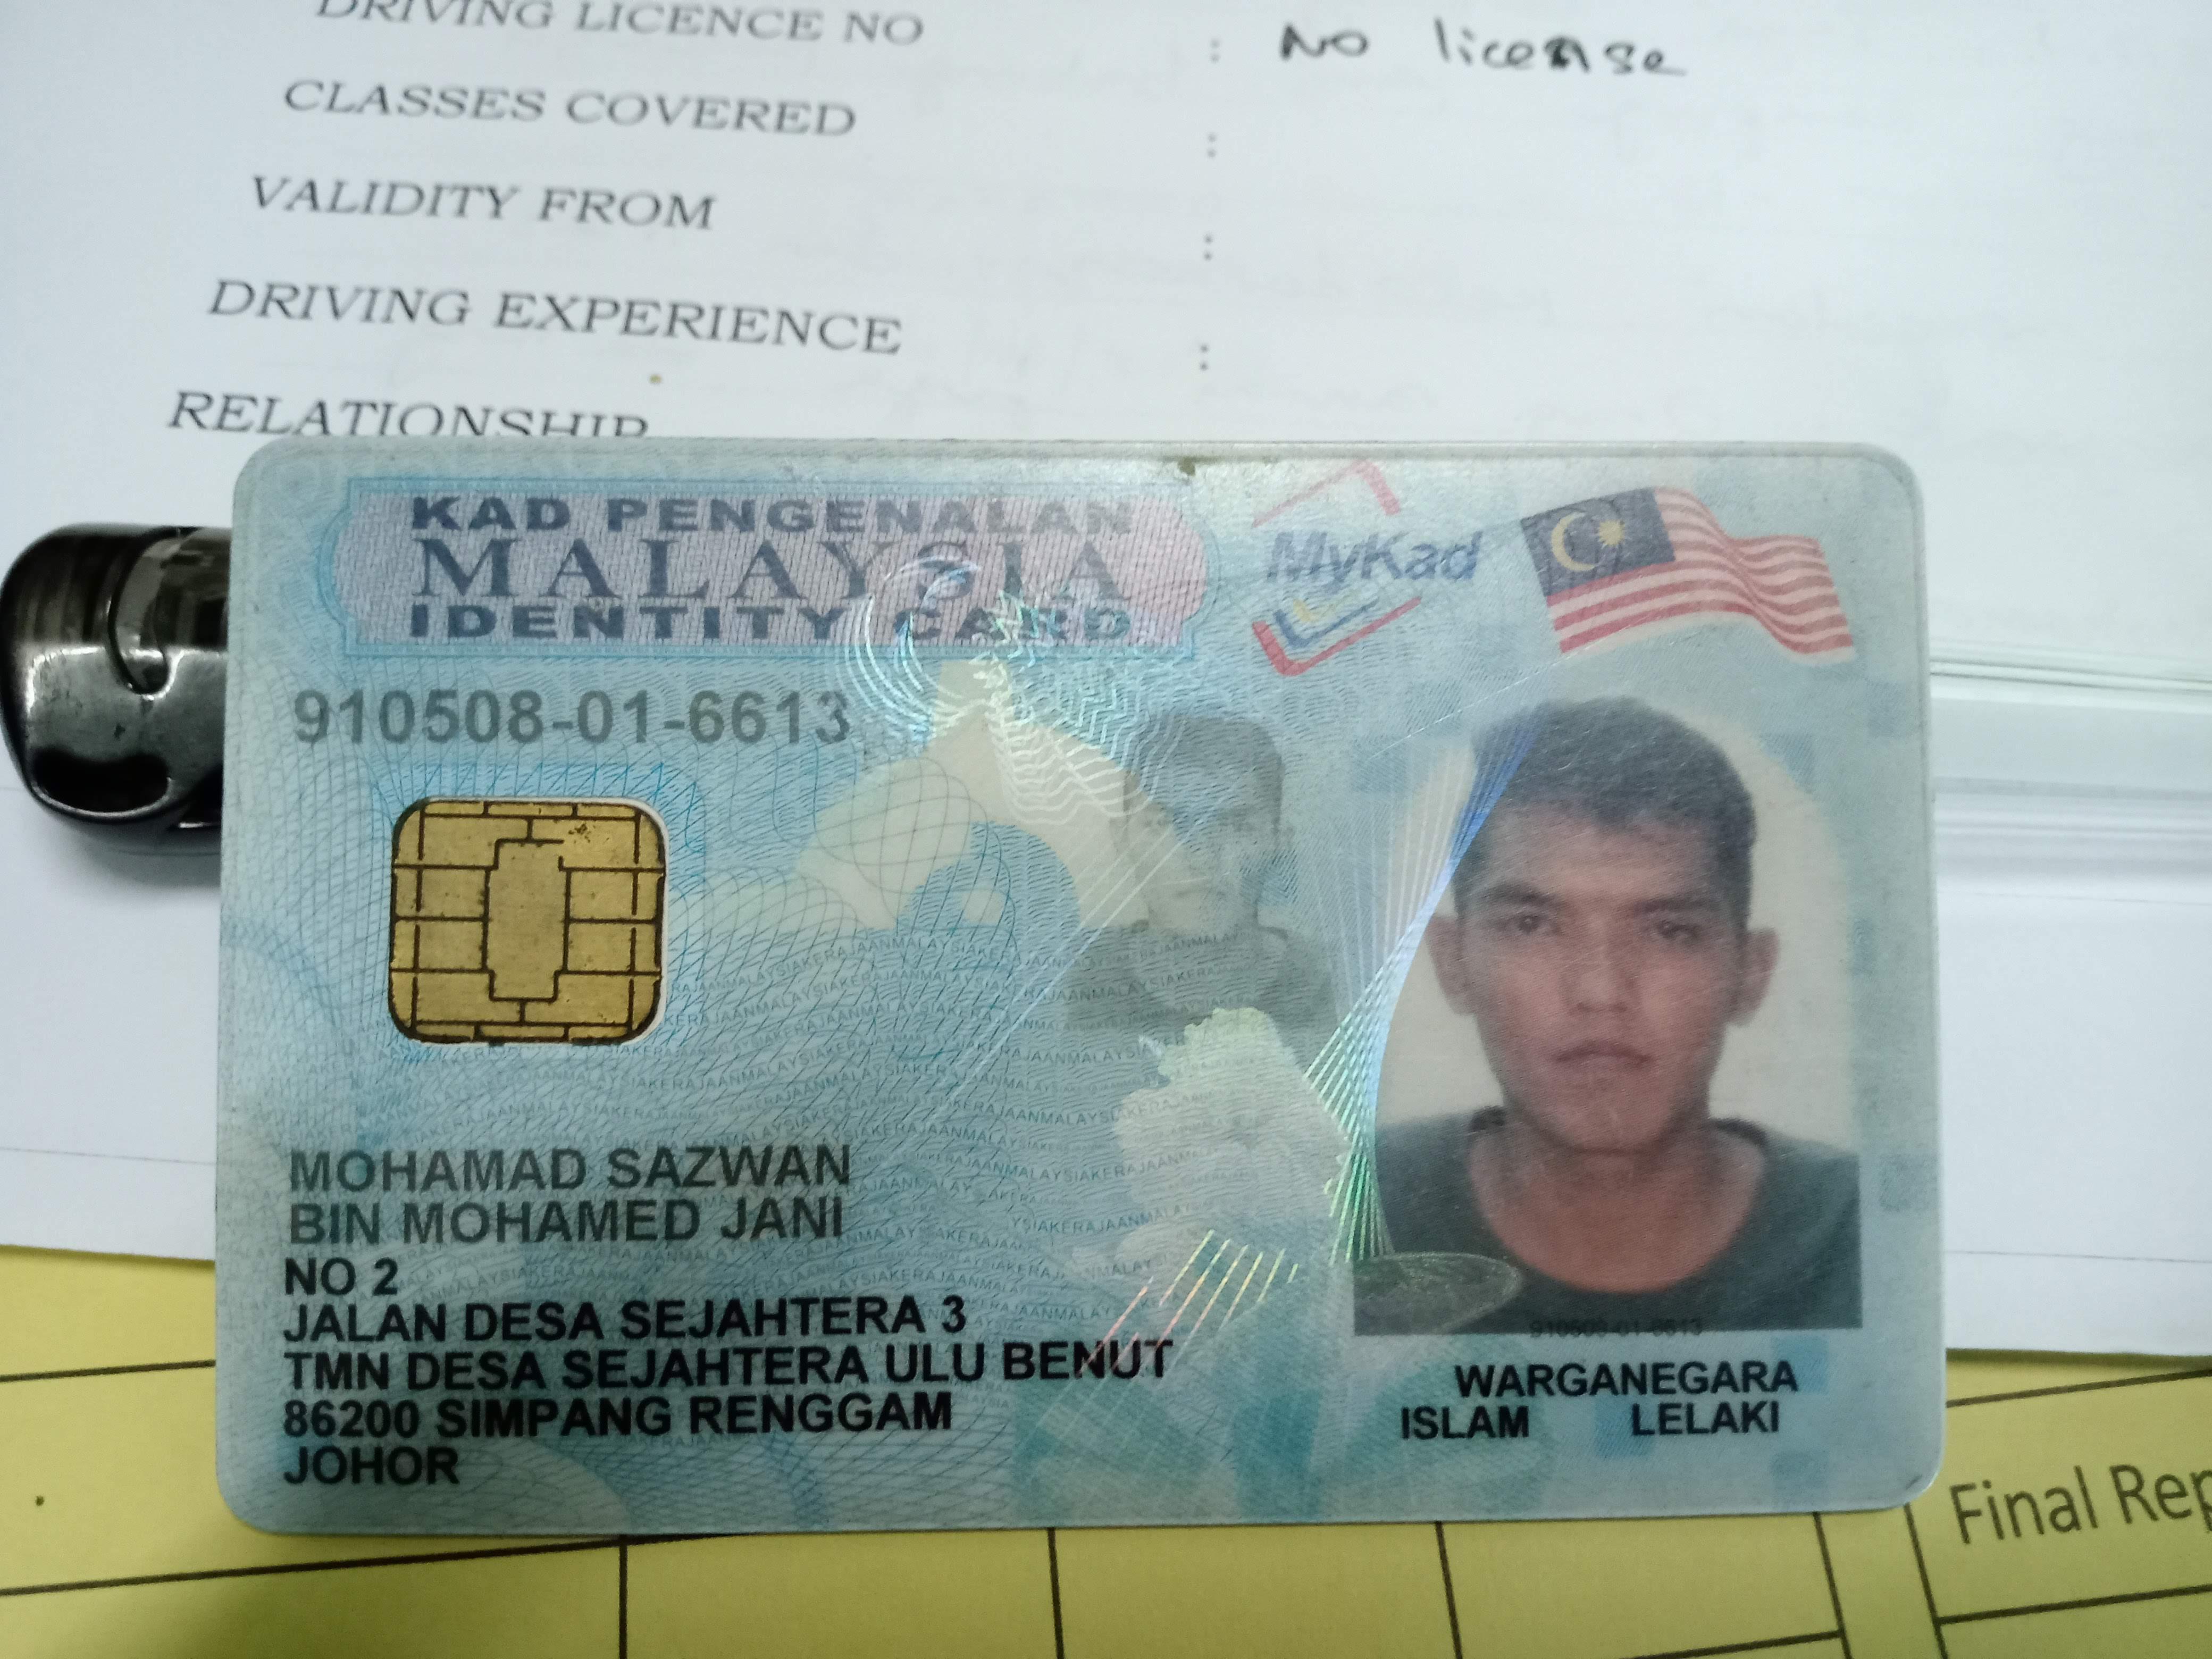 DRIVING LICENCE NO : No license
CLASSES COVERED :
VALIDITY FROM :
DRIVING EXPERIENCE :
RELATIONSHIP
KAD PENGENALAN
MALAYSIA
IDENTITY CARD
MyKad
910508-01-6613
MOHAMAD SAZWAN
BIN MOHAMED JANI
NO 2
JALAN DESA SEJAHTERA 3
TMN DESA SEJAHTERA ULU BENUT
86200 SIMPANG RENGGAM
JOHOR
910508-01-6613
WARGANEGARA
ISLAM LELAKI
Final Rep